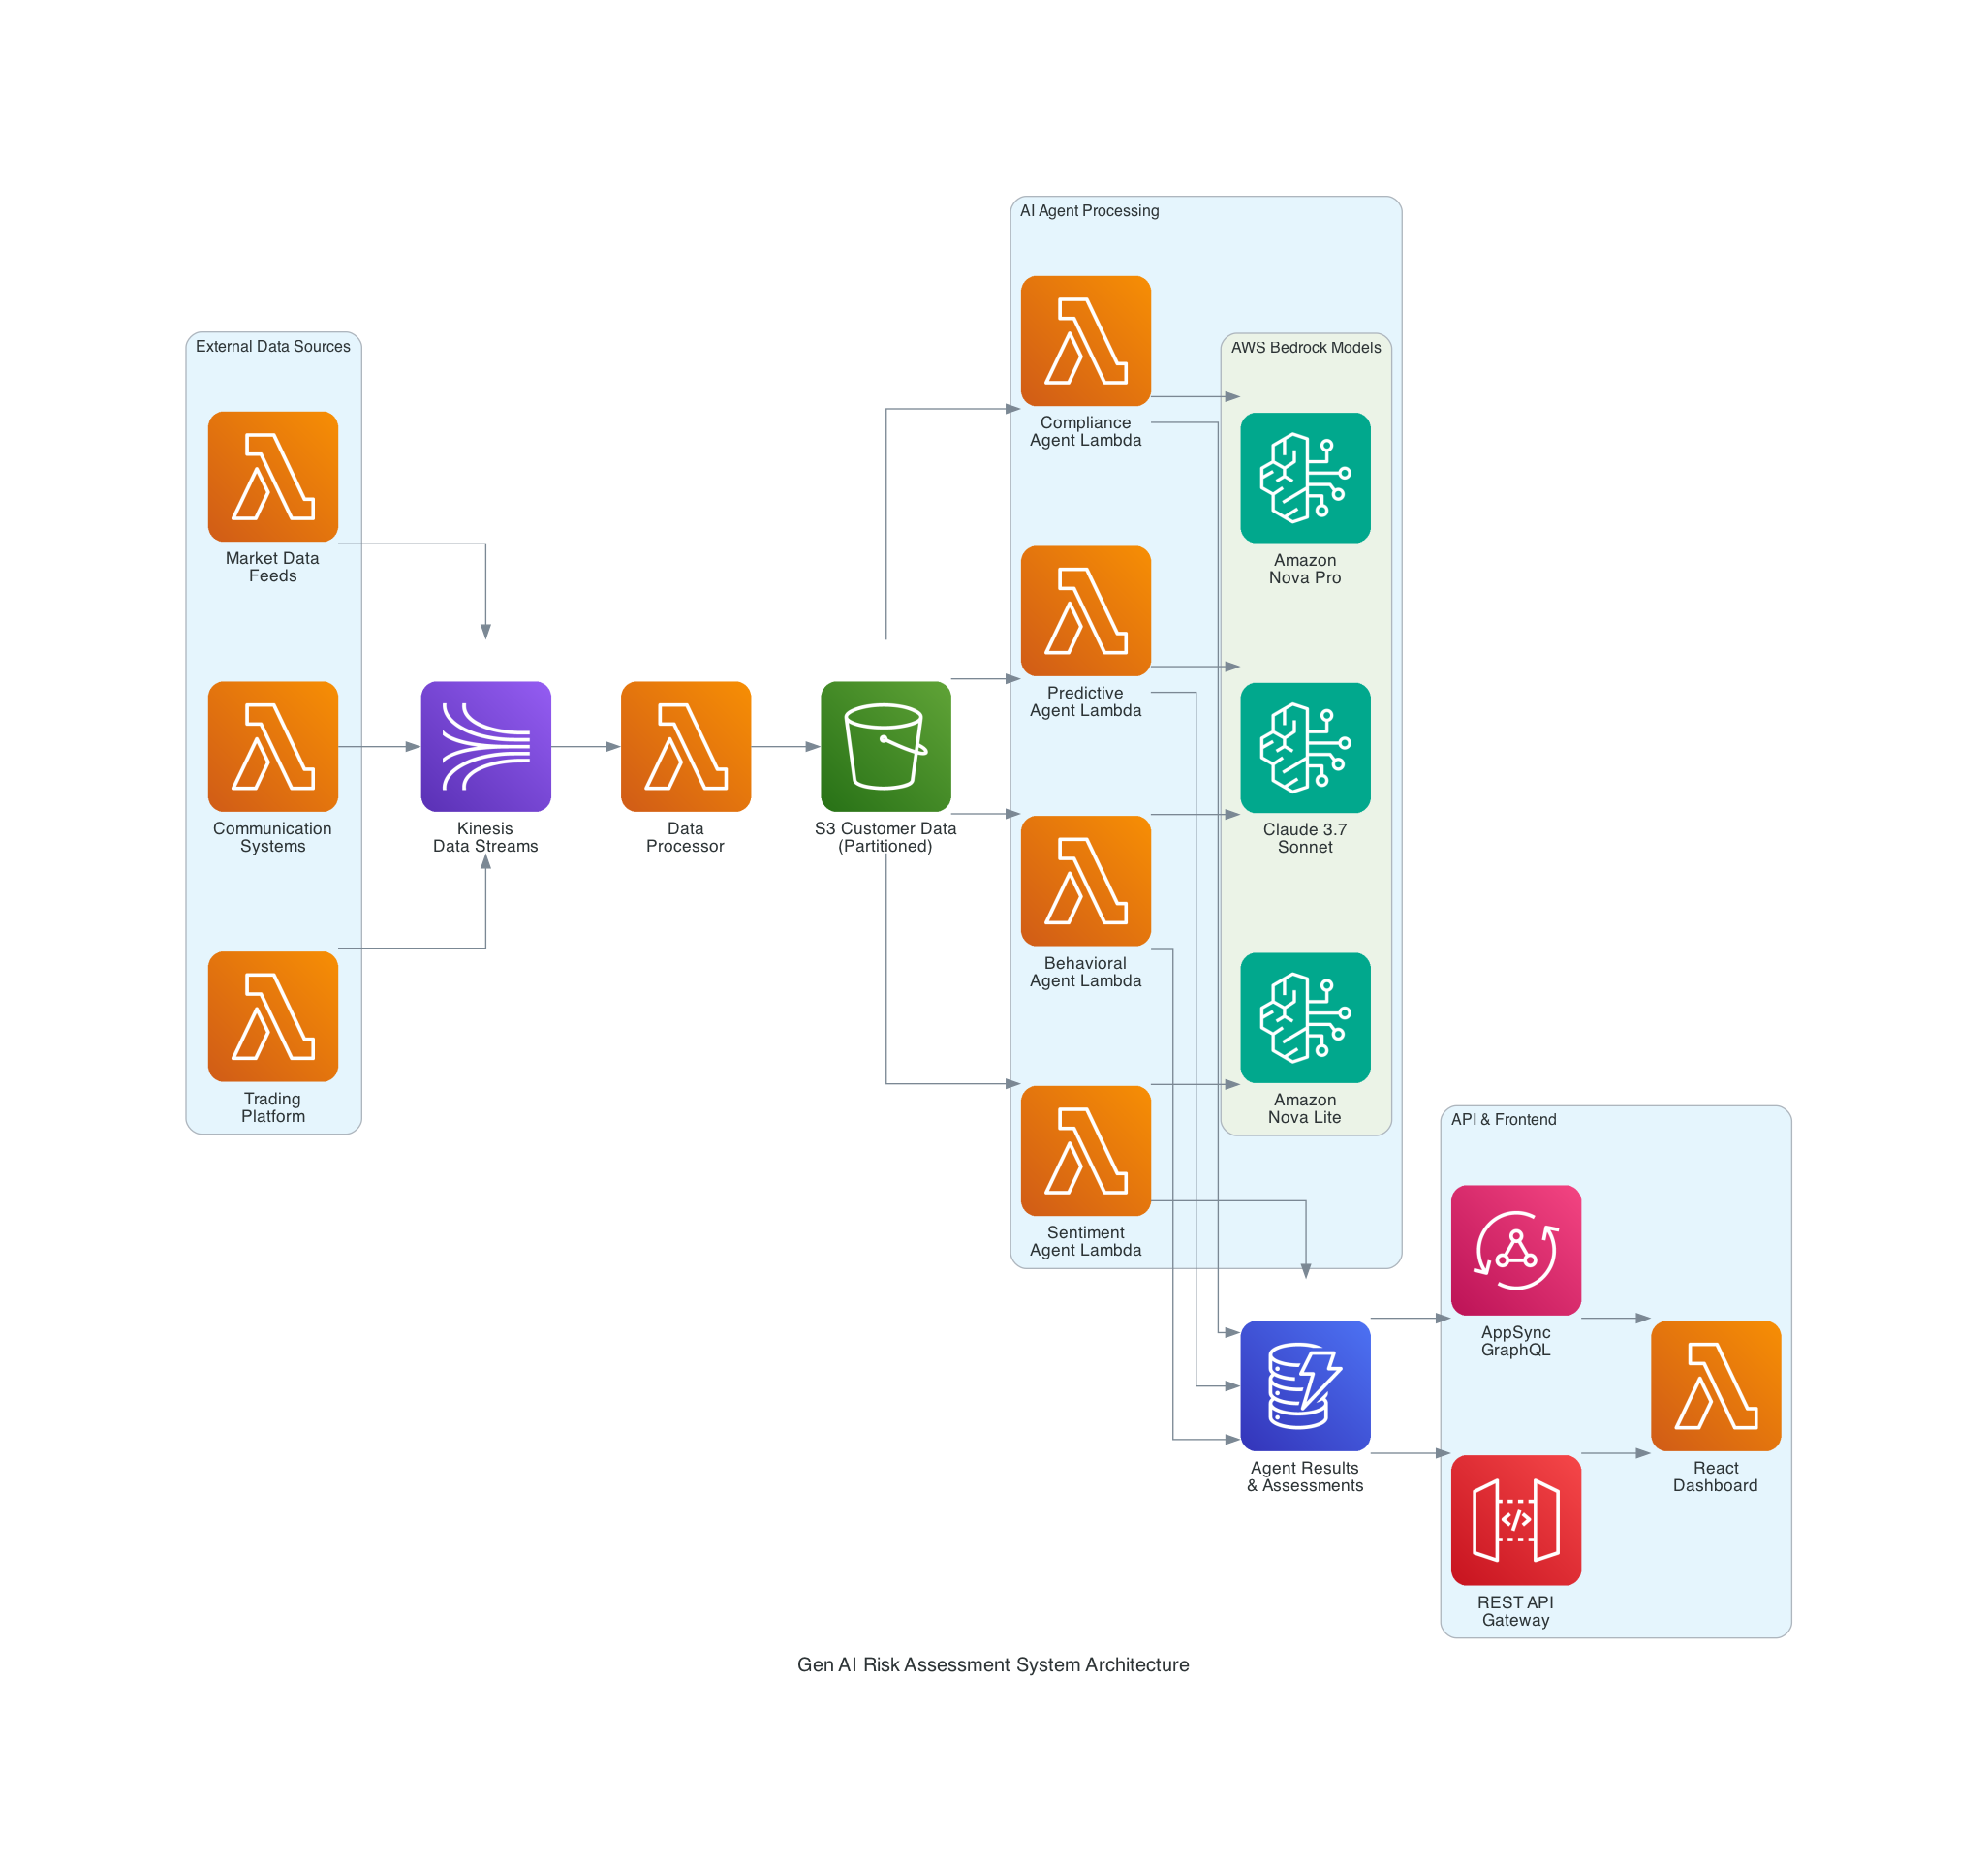 AI Agent Processing
External Data Sources
AWS Bedrock Models
Compliance
Agent Lambda
Market Data
Feeds
Amazon
Nova Pro
Predictive
Agent Lambda
Communication
Systems
Kinesis
Data Streams
Data
Processor
S3 Customer Data
(Partitioned)
Claude 3.7
Sonnet
Behavioral
Agent Lambda
Trading
Platform
Amazon
Nova Lite
API & Frontend
Sentiment
Agent Lambda
AppSync
GraphQL
Agent Results
& Assessments
React
Dashboard
REST API
Gateway
Gen AI Risk Assessment System Architecture